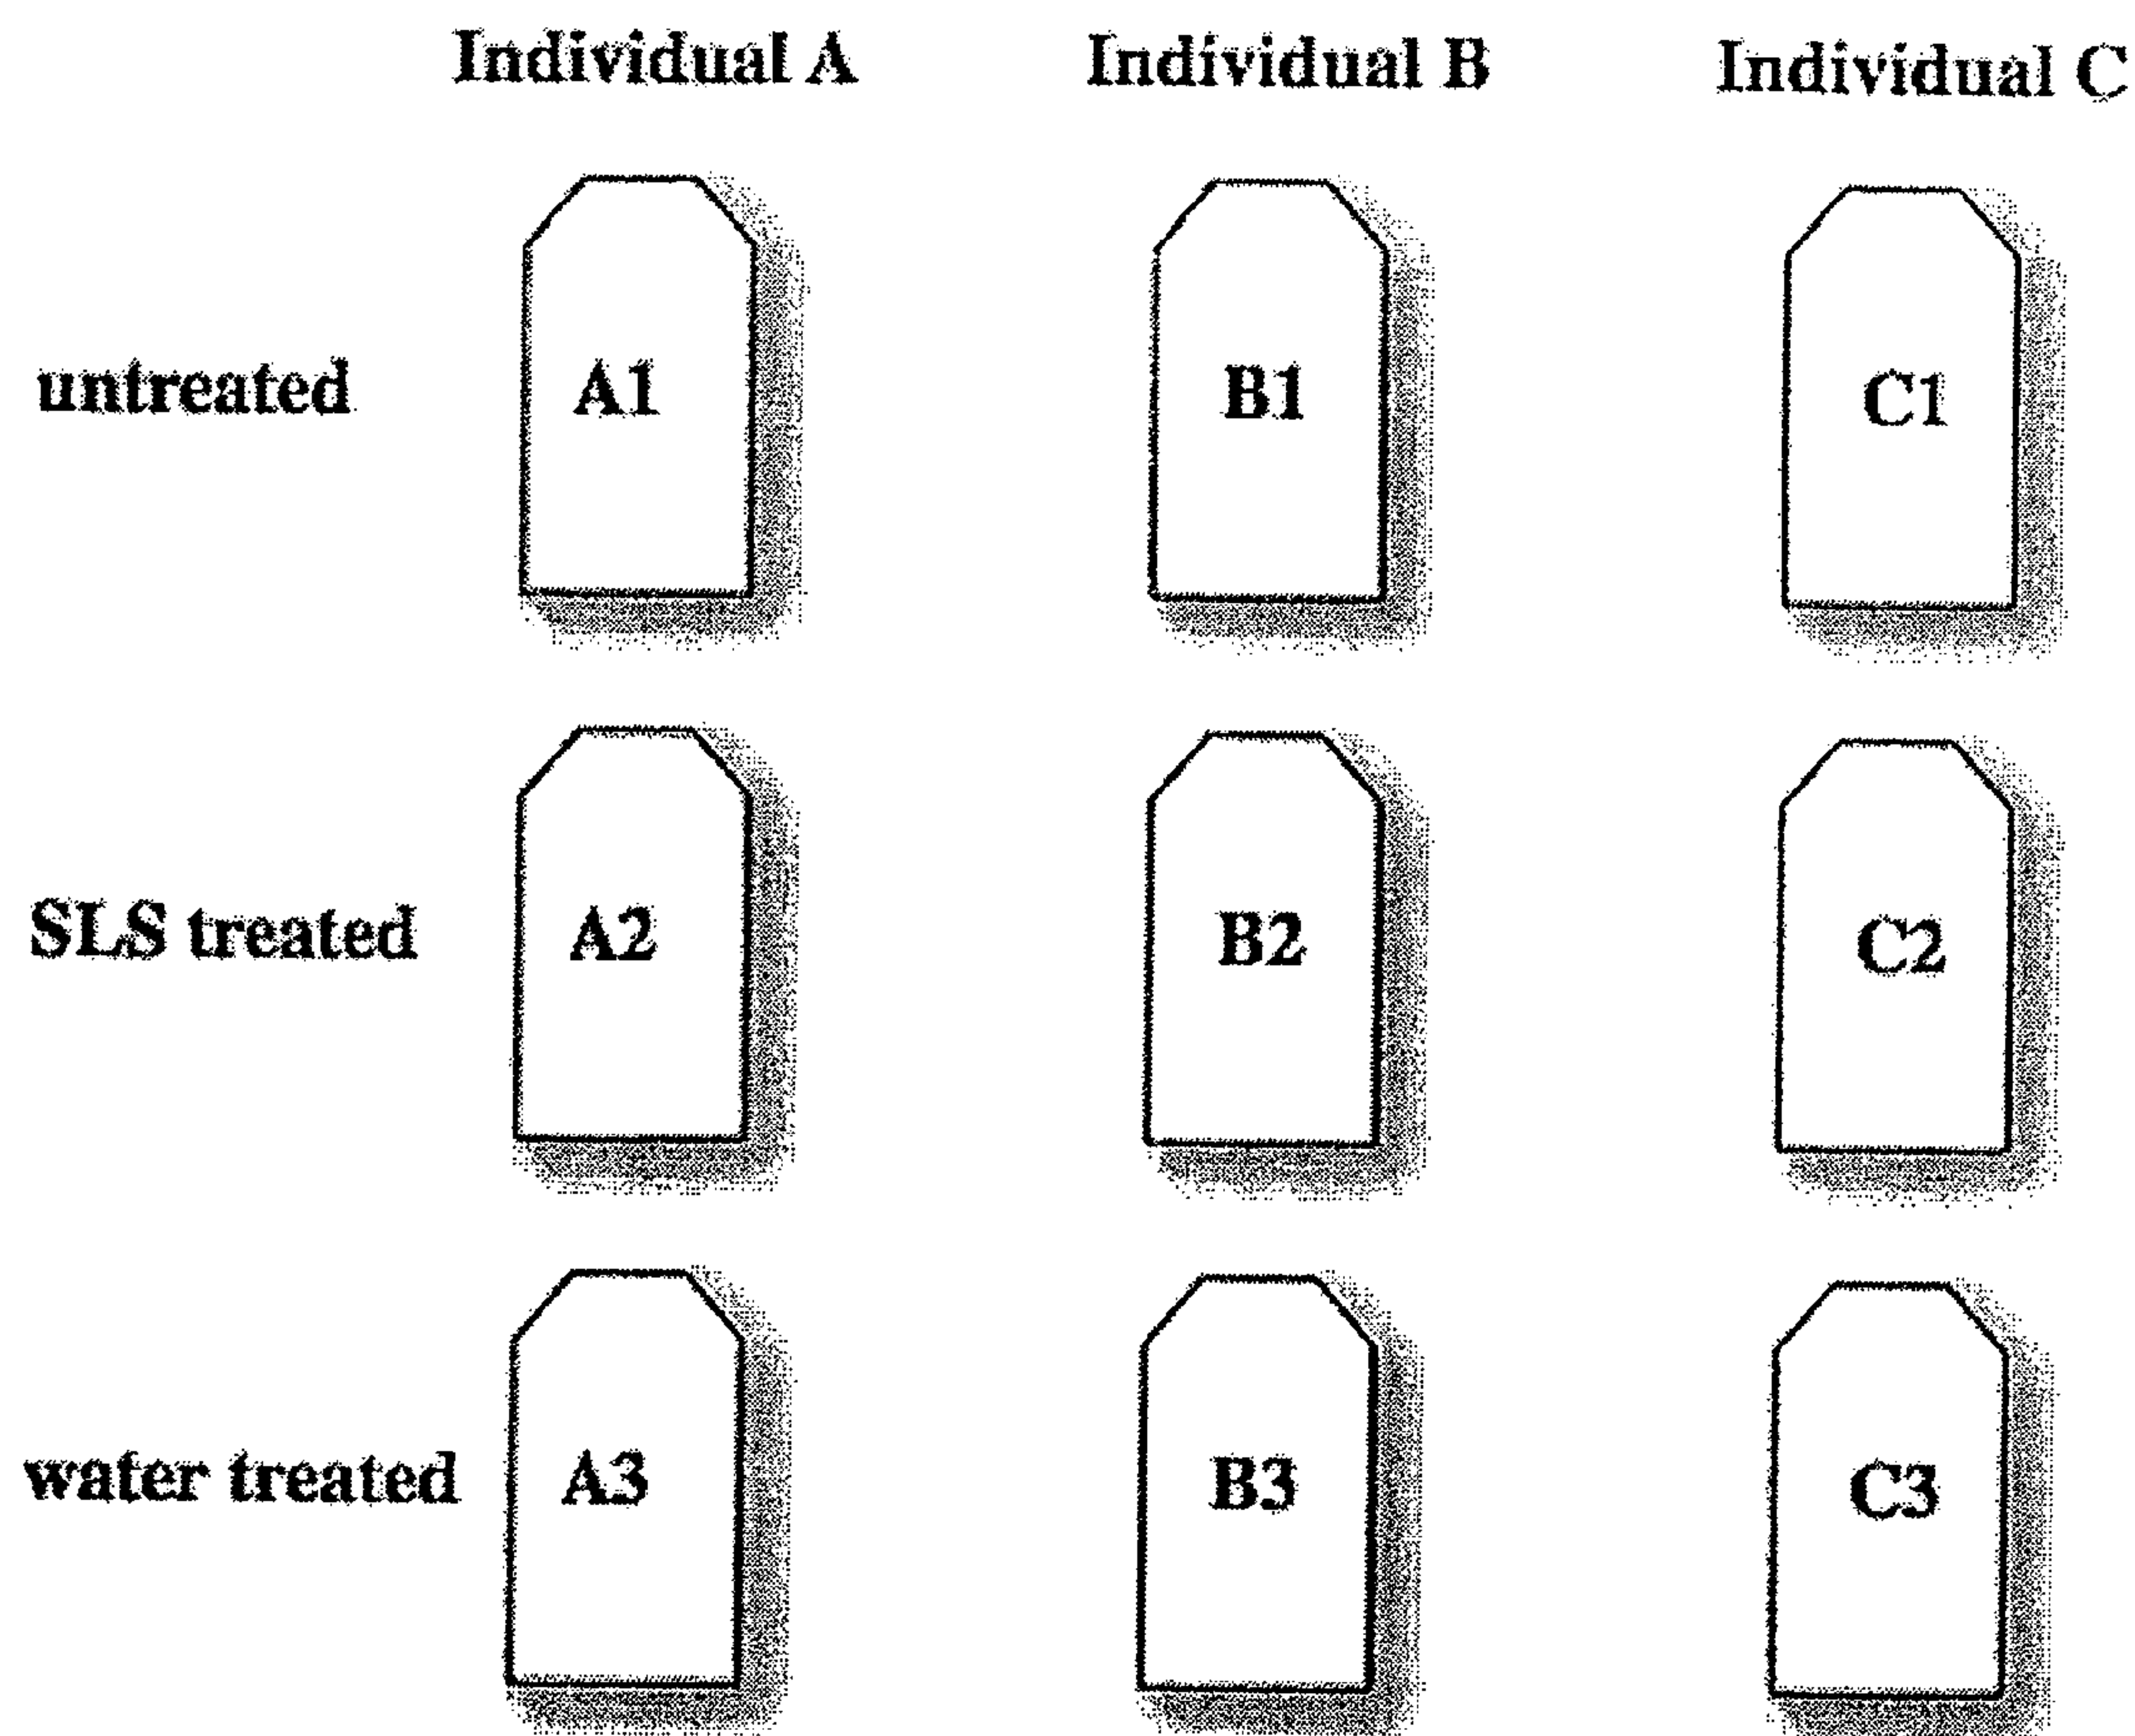 Individual A Individual B Individual C
untreated A1 B1 C1
SLS treated A2 B2 C2
water treated A3 B3 C3